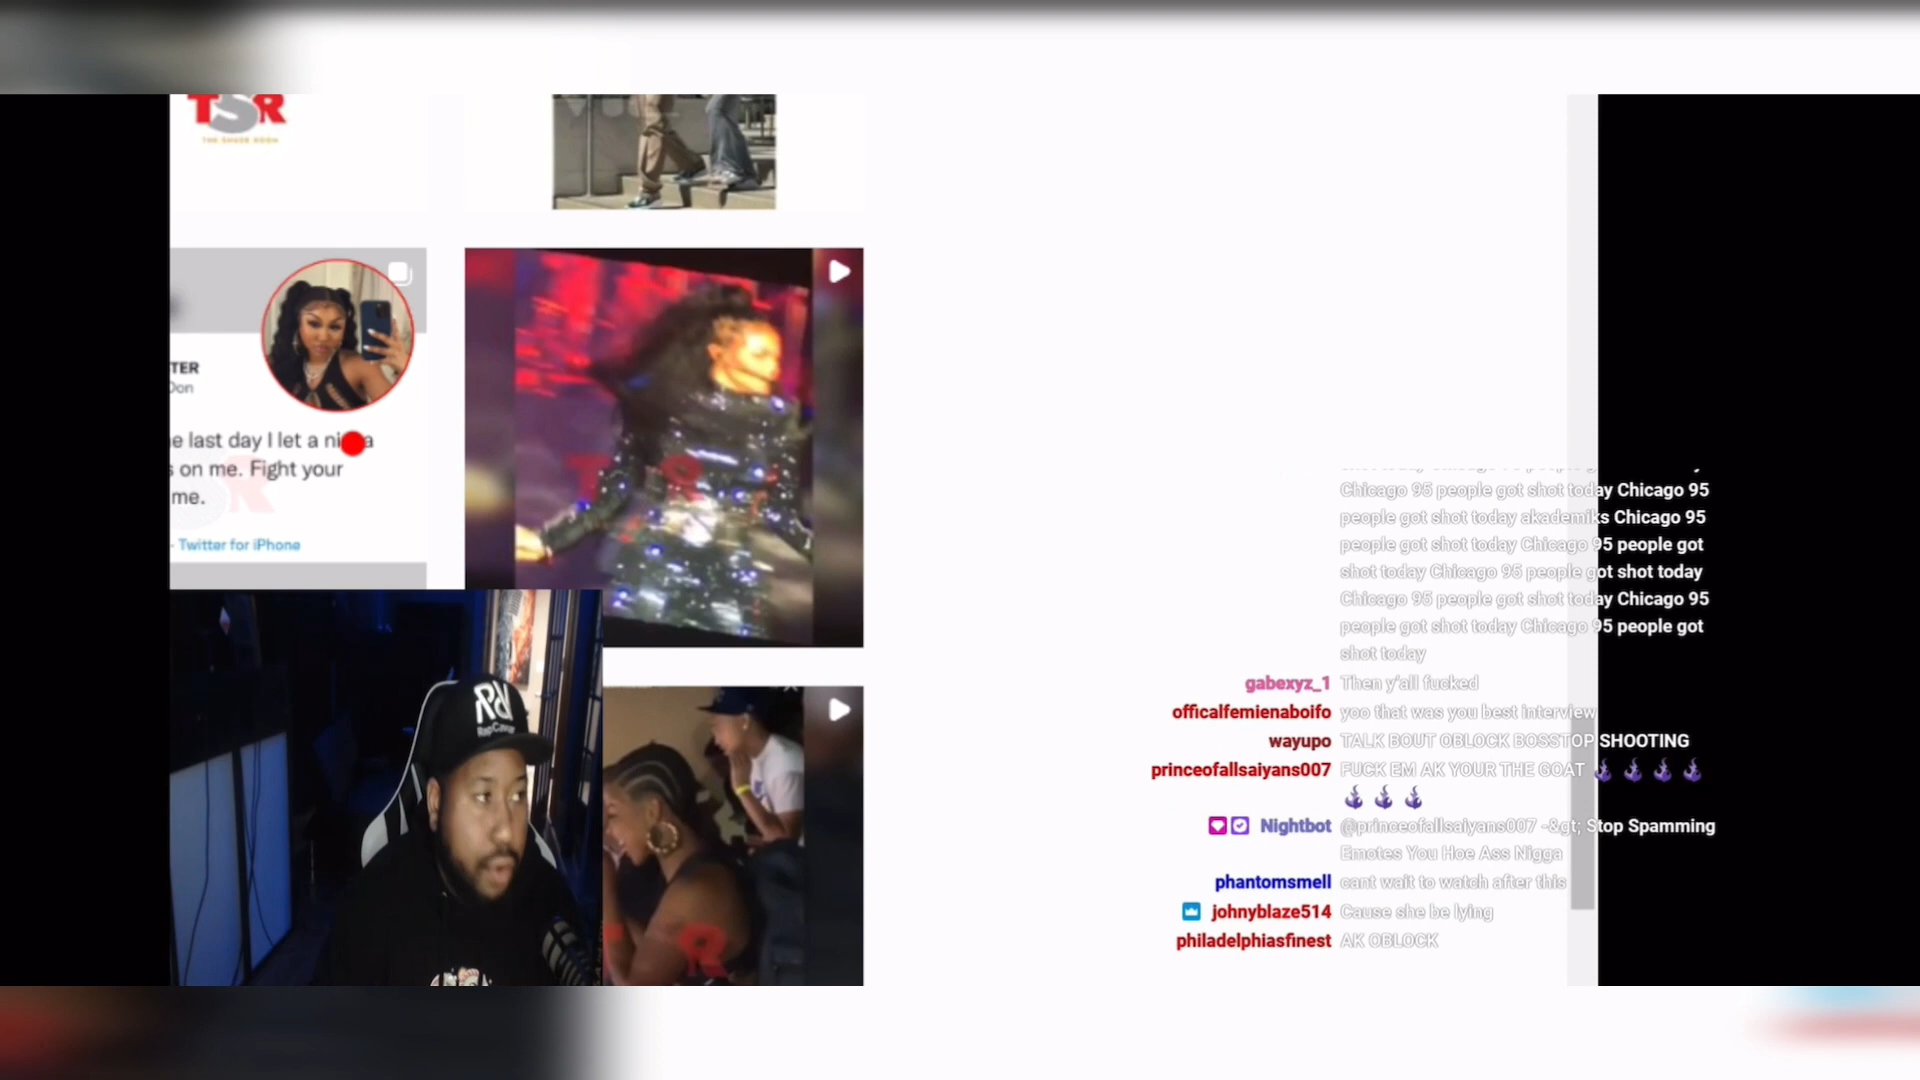 TSR
THE SHADE ROOM
TER
Don
e last day I let a ni a
s on me. Fight your
me.
- Twitter for iPhone
RapCaviar
Chicago 95 people got shot today Chicago 95
people got shot today akademiks Chicago 95
people got shot today Chicago 95 people got
shot today Chicago 95 people got shot today
Chicago 95 people got shot today Chicago 95
people got shot today Chicago 95 people got
shot today
gabexyz_1 Then y'all fucked
officalfemienaboifo yoo that was you best interview
wayupo TALK BOUT OBLOCK BOSSTOP SHOOTING
princeofallsaiyans007 FUCK EM AK YOUR THE GOAT
Nightbot @princeofallsaiyans007 -&gt; Stop Spamming
Emotes You Hoe Ass Nigga
phantomsmell cant wait to watch after this
johnyblaze514 Cause she be lying
philadelphiasfinest AK OBLOCK